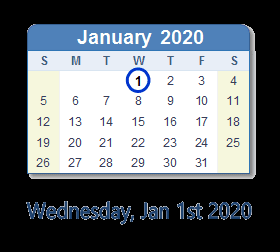 January 2020
S M T W T F S
1 2 3 4
5 6 7 8 9 10 11
12 13 14 15 16 17 18
19 20 21 22 23 24 25
26 27 28 29 30 31
Wednesday, Jan 1st 2020